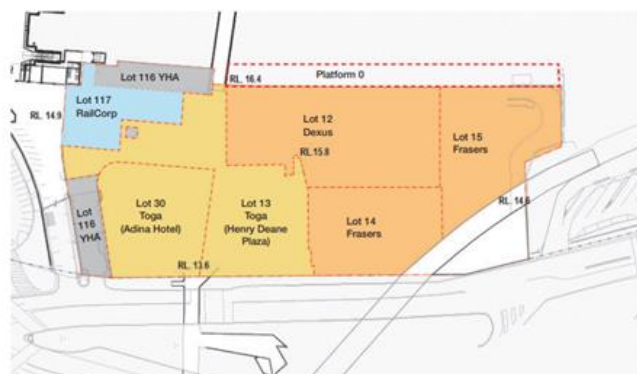 Lot 116 YHA
RL. 16.4
Platform 0
Lot 117
RailCorp
RL. 14.9
Lot 12
Dexus
RL.15.8
Lot 15
Frasers
Lot
116
YHA
Lot 30
Toga
(Adina Hotel)
Lot 13
Toga
(Henry Deane
Plaza)
Lot 14
Frasers
RL. 14.6
RL. 13.6